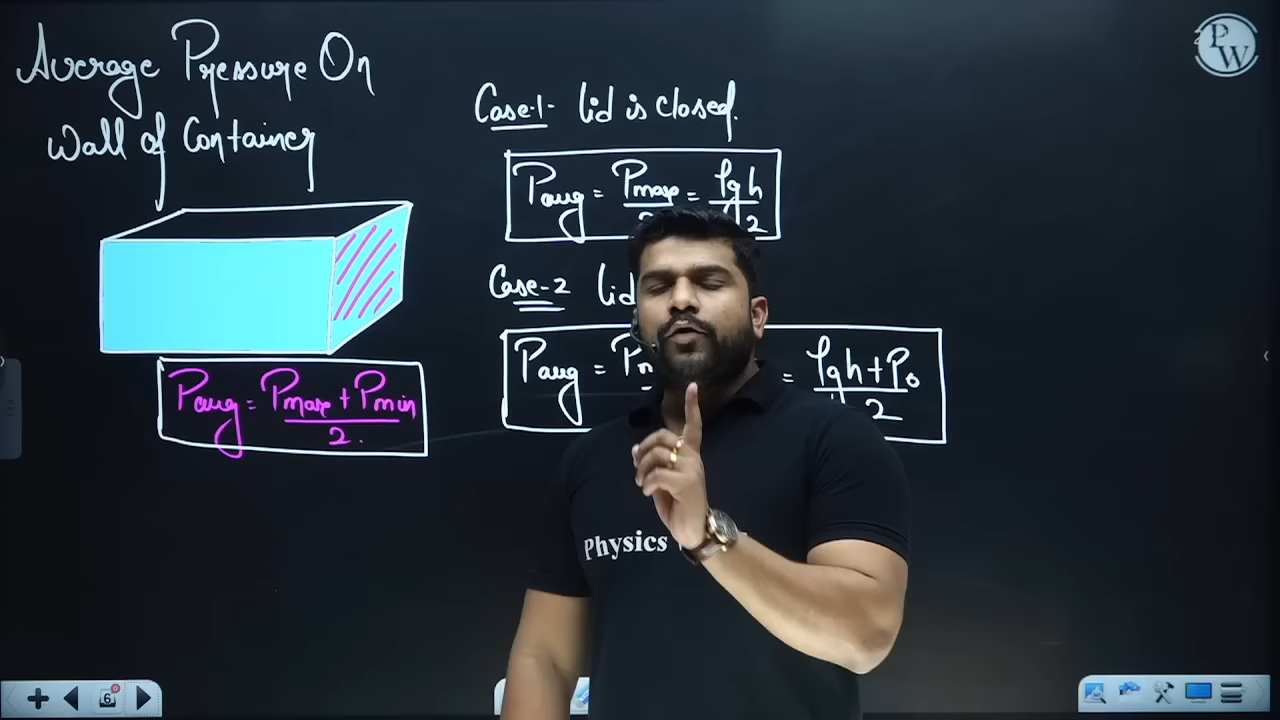 Average Pressure On
Wall of Container
Pavg = Pmax + Pmin
2.
Case-1- Lid is closed.
Pavg = Pmax = ρgh
2
Case-2 Lid
Pavg = = ρgh + P₀
2
Physics
PW
6